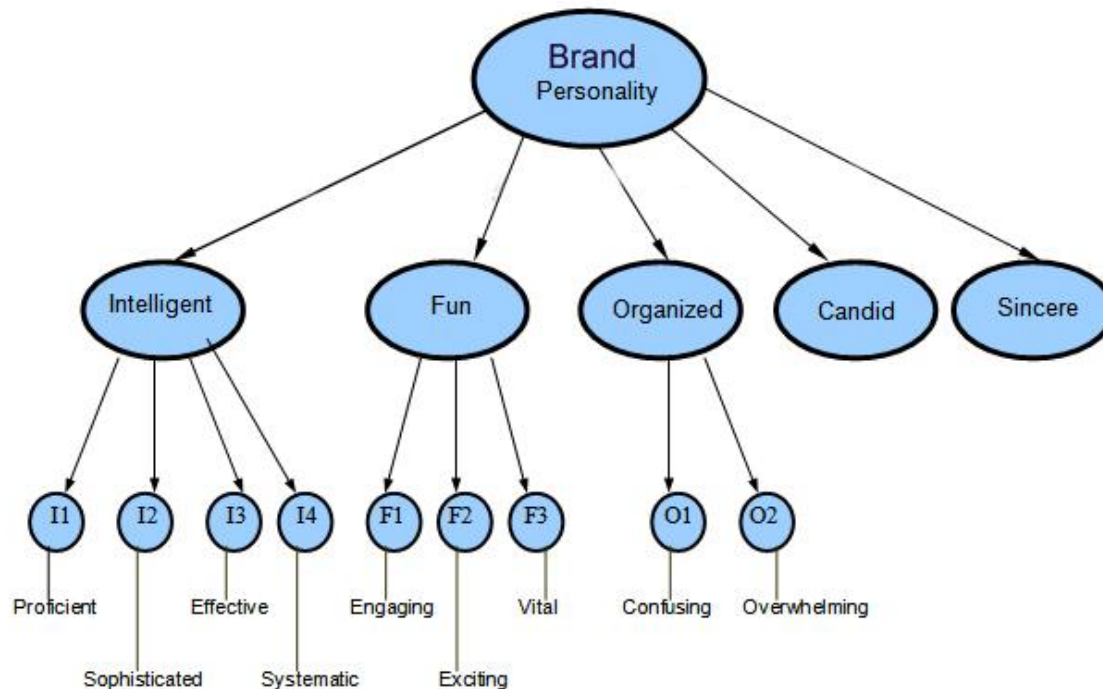 Brand
Personality
Intelligent
Fun
Organized
Candid
Sincere
I1
I2
I3
I4
F1
F2
F3
O1
O2
Proficient
Effective
Engaging
Vital
Confusing
Overwhelming
Sophisticated
Systematic
Exciting